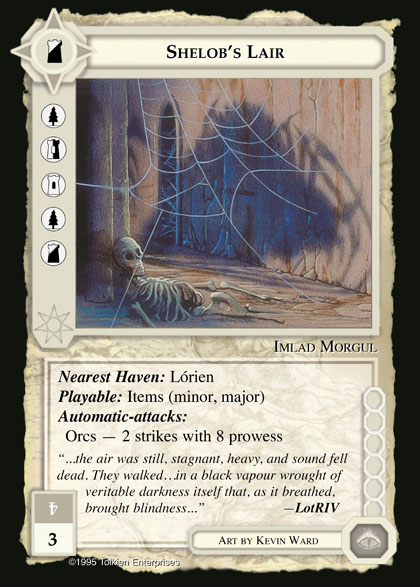 Shelob's Lair
Imlad Morgul
Nearest Haven: Lórien
Playable: Items (minor, major)
Automatic-attacks:
Orcs — 2 strikes with 8 prowess
"...the air was still, stagnant, heavy, and sound fell
dead. They walked...in a black vapour wrought of
veritable darkness itself that, as it breathed,
brought blindness..." —LotRIV
3
Art by Kevin Ward
©1995 Tolkien Enterprises